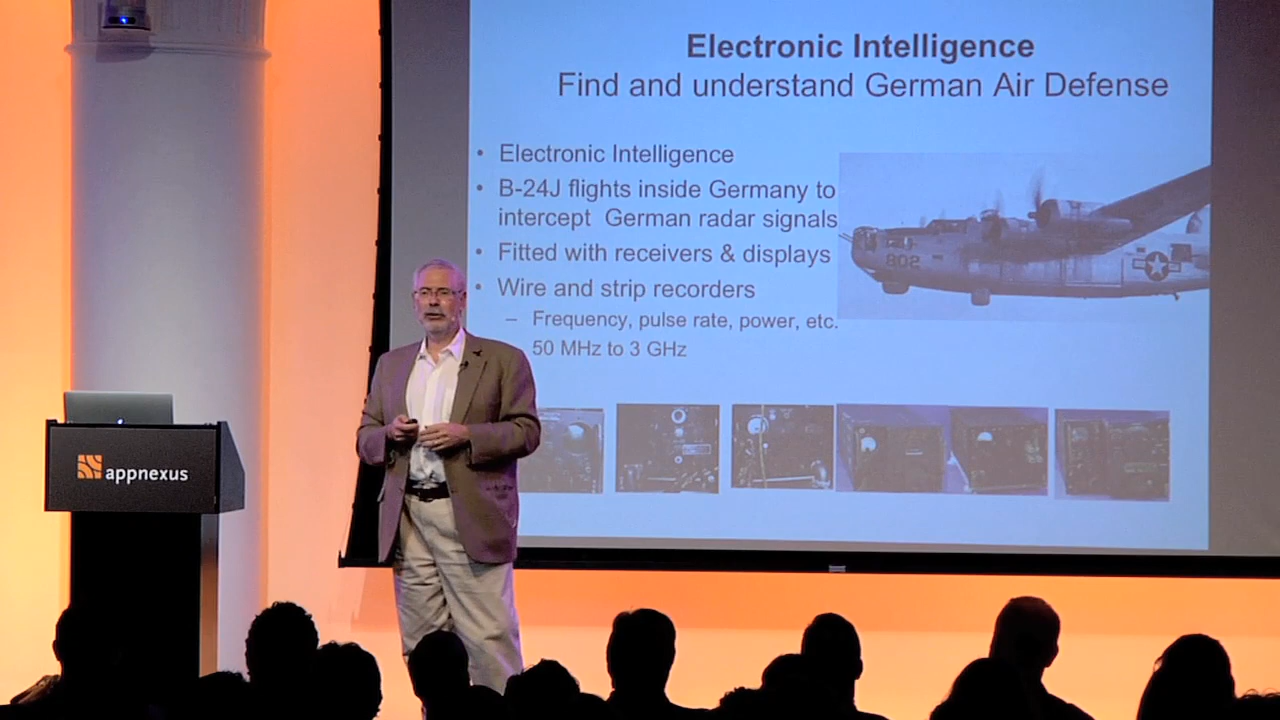 Electronic Intelligence
Find and understand German Air Defense
• Electronic Intelligence
• B-24J flights inside Germany to
intercept German radar signals
• Fitted with receivers & displays
• Wire and strip recorders
– Frequency, pulse rate, power, etc.
50 MHz to 3 GHz
802
appnexus